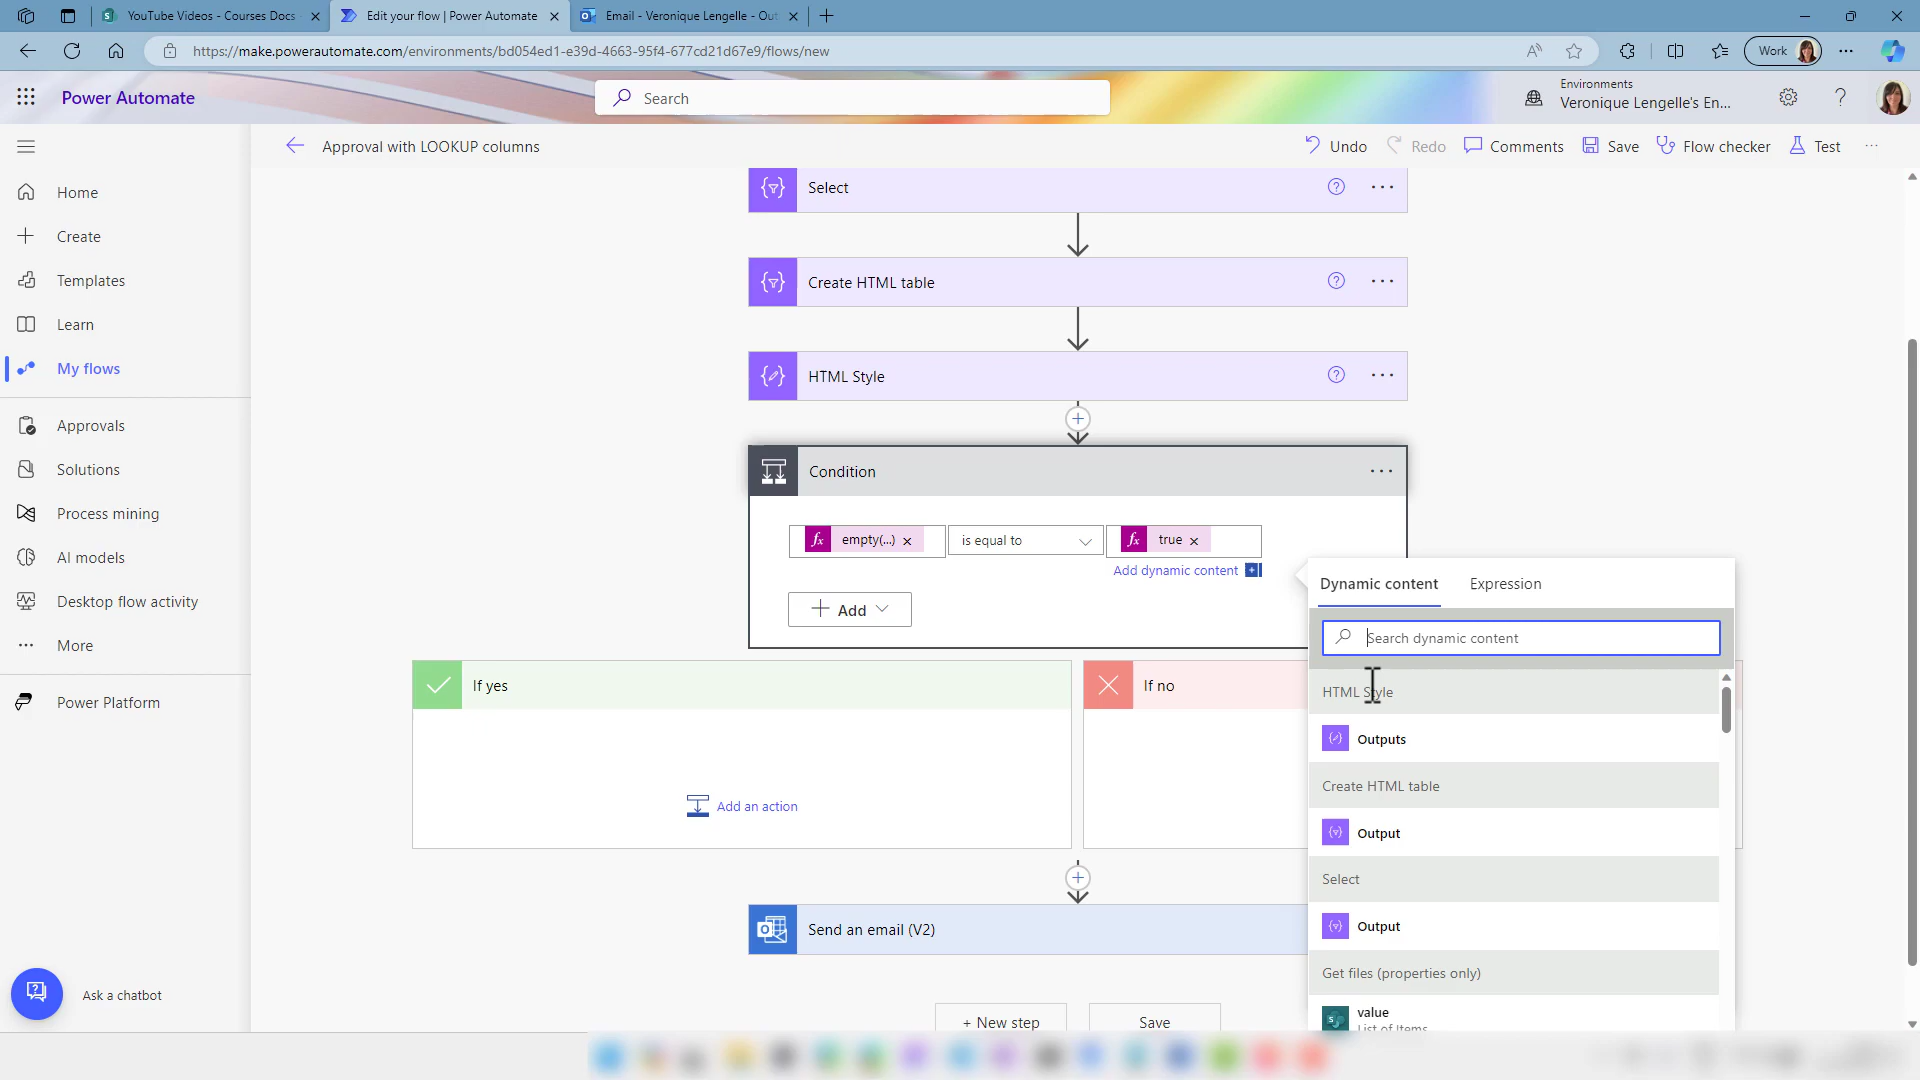 YouTube Videos - Courses Docs
Edit your flow | Power Automate
Email - Veronique Lengelle - Out
https://make.powerautomate.com/environments/bd054ed1-e39d-4663-95f4-677cd21d67e9/flows/new
Work
Power Automate
Search
Environments
Veronique Lengelle's En...
Approval with LOOKUP columns
Undo
Redo
Comments
Save
Flow checker
Test
Home
Create
Templates
Learn
My flows
Approvals
Solutions
Process mining
AI models
Desktop flow activity
More
Power Platform
Ask a chatbot
Select
Create HTML table
HTML Style
Condition
fx empty(...)
is equal to
fx true
Add dynamic content
Add
If yes
Add an action
If no
Send an email (V2)
+ New step
Save
Dynamic content
Expression
Search dynamic content
HTML Style
Outputs
Create HTML table
Output
Select
Output
Get files (properties only)
value
List of Items